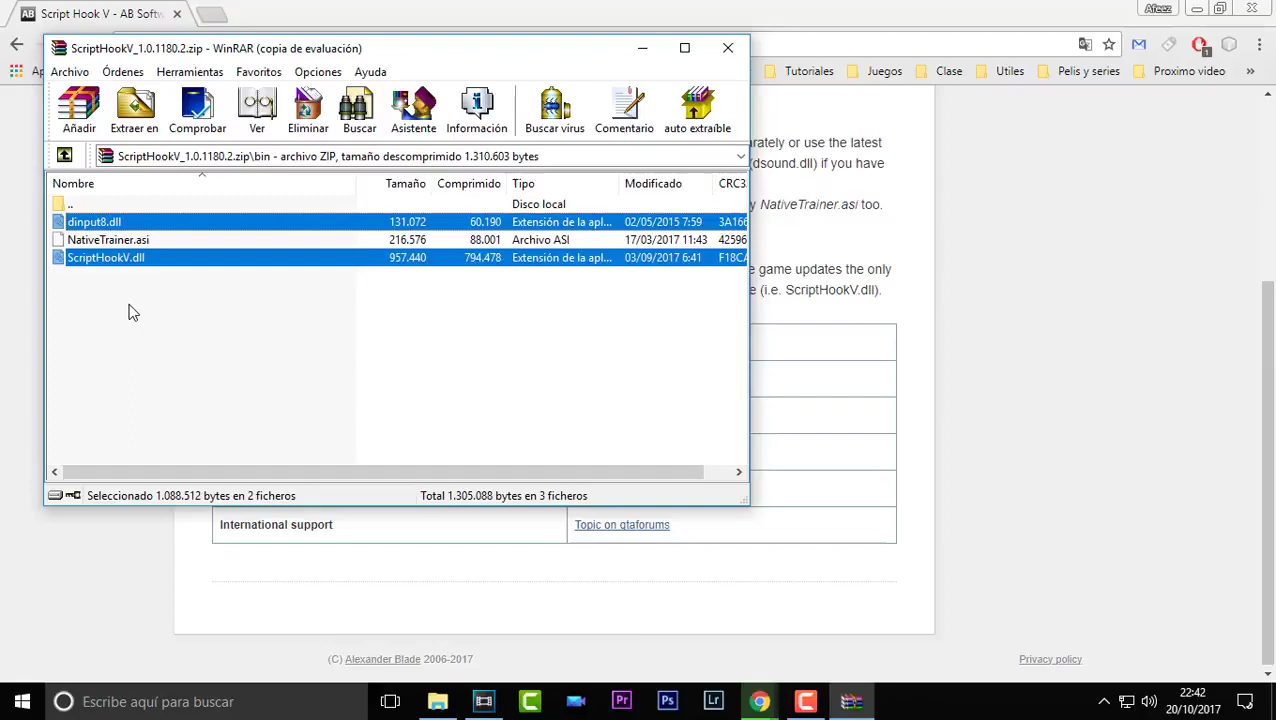 Script Hook V - AB Softw
Afeez
ScriptHookV_1.0.1180.2.zip - WinRAR (copia de evaluación)
Archivo Órdenes Herramientas Favoritos Opciones Ayuda
Tutoriales Juegos Clase Utiles Pelis y series Proximo video »
Añadir Extraer en Comprobar Ver Eliminar Buscar Asistente Información Buscar virus Comentario auto extraíble
rately or use the latest
ScriptHookV_1.0.1180.2.zip\bin - archivo ZIP, tamaño descomprimido 1.310.603 bytes
(dsound.dll) if you have
Nombre Tamaño Comprimido Tipo Modificado CRC3
.. Disco local
y NativeTrainer.asi too.
dinput8.dll 131.072 60.190 Extensión de la apl... 02/05/2015 7:59 3A166
NativeTrainer.asi 216.576 88.001 Archivo ASI 17/03/2017 11:43 42596
ScriptHookV.dll 957.440 794.478 Extensión de la apl... 03/09/2017 6:41 F18CA
e game updates the only
e (i.e. ScriptHookV.dll).
Seleccionado 1.088.512 bytes en 2 ficheros Total 1.305.088 bytes en 3 ficheros
International support Topic on gtaforums
(C) Alexander Blade 2006-2017 Privacy policy
Escribe aquí para buscar
22:42
20/10/2017